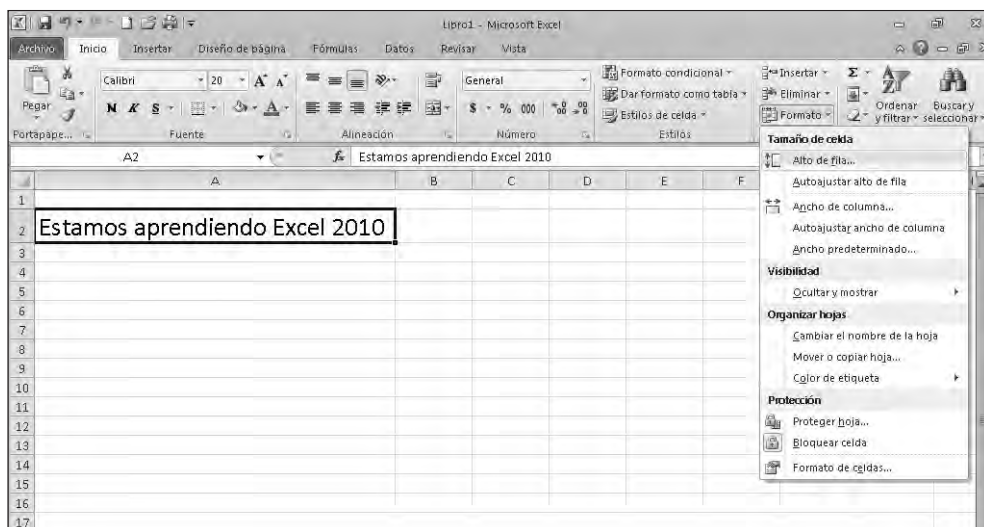 Libro1 - Microsoft Excel
Archivo Inicio Insertar Diseño de página Fórmulas Datos Revisar Vista
Pegar
Portapape...
Calibri 20 A A
N K S A
Fuente
Alineación
General
$ % 000
Número
Formato condicional
Dar formato como tabla
Estilos de celda
Estilos
Insertar
Eliminar
Formato
Σ
Ordenar y filtrar
Buscar y seleccionar
A2 fx Estamos aprendiendo Excel 2010
A B C D E F
1
2 Estamos aprendiendo Excel 2010
3
4
5
6
7
8
9
10
11
12
13
14
15
16
17
Tamaño de celda
Alto de fila...
Autoajustar alto de fila
Ancho de columna...
Autoajustar ancho de columna
Ancho predeterminado...
Visibilidad
Ocultar y mostrar
Organizar hojas
Cambiar el nombre de la hoja
Mover o copiar hoja...
Color de etiqueta
Protección
Proteger hoja...
Bloquear celda
Formato de celdas...